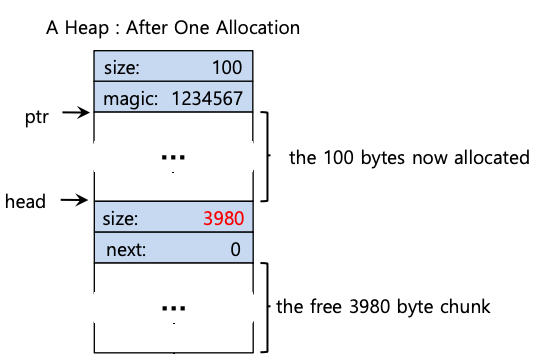 A Heap : After One Allocation
size: 100
magic: 1234567
ptr
...
the 100 bytes now allocated
head
size: 3980
next: 0
...
the free 3980 byte chunk